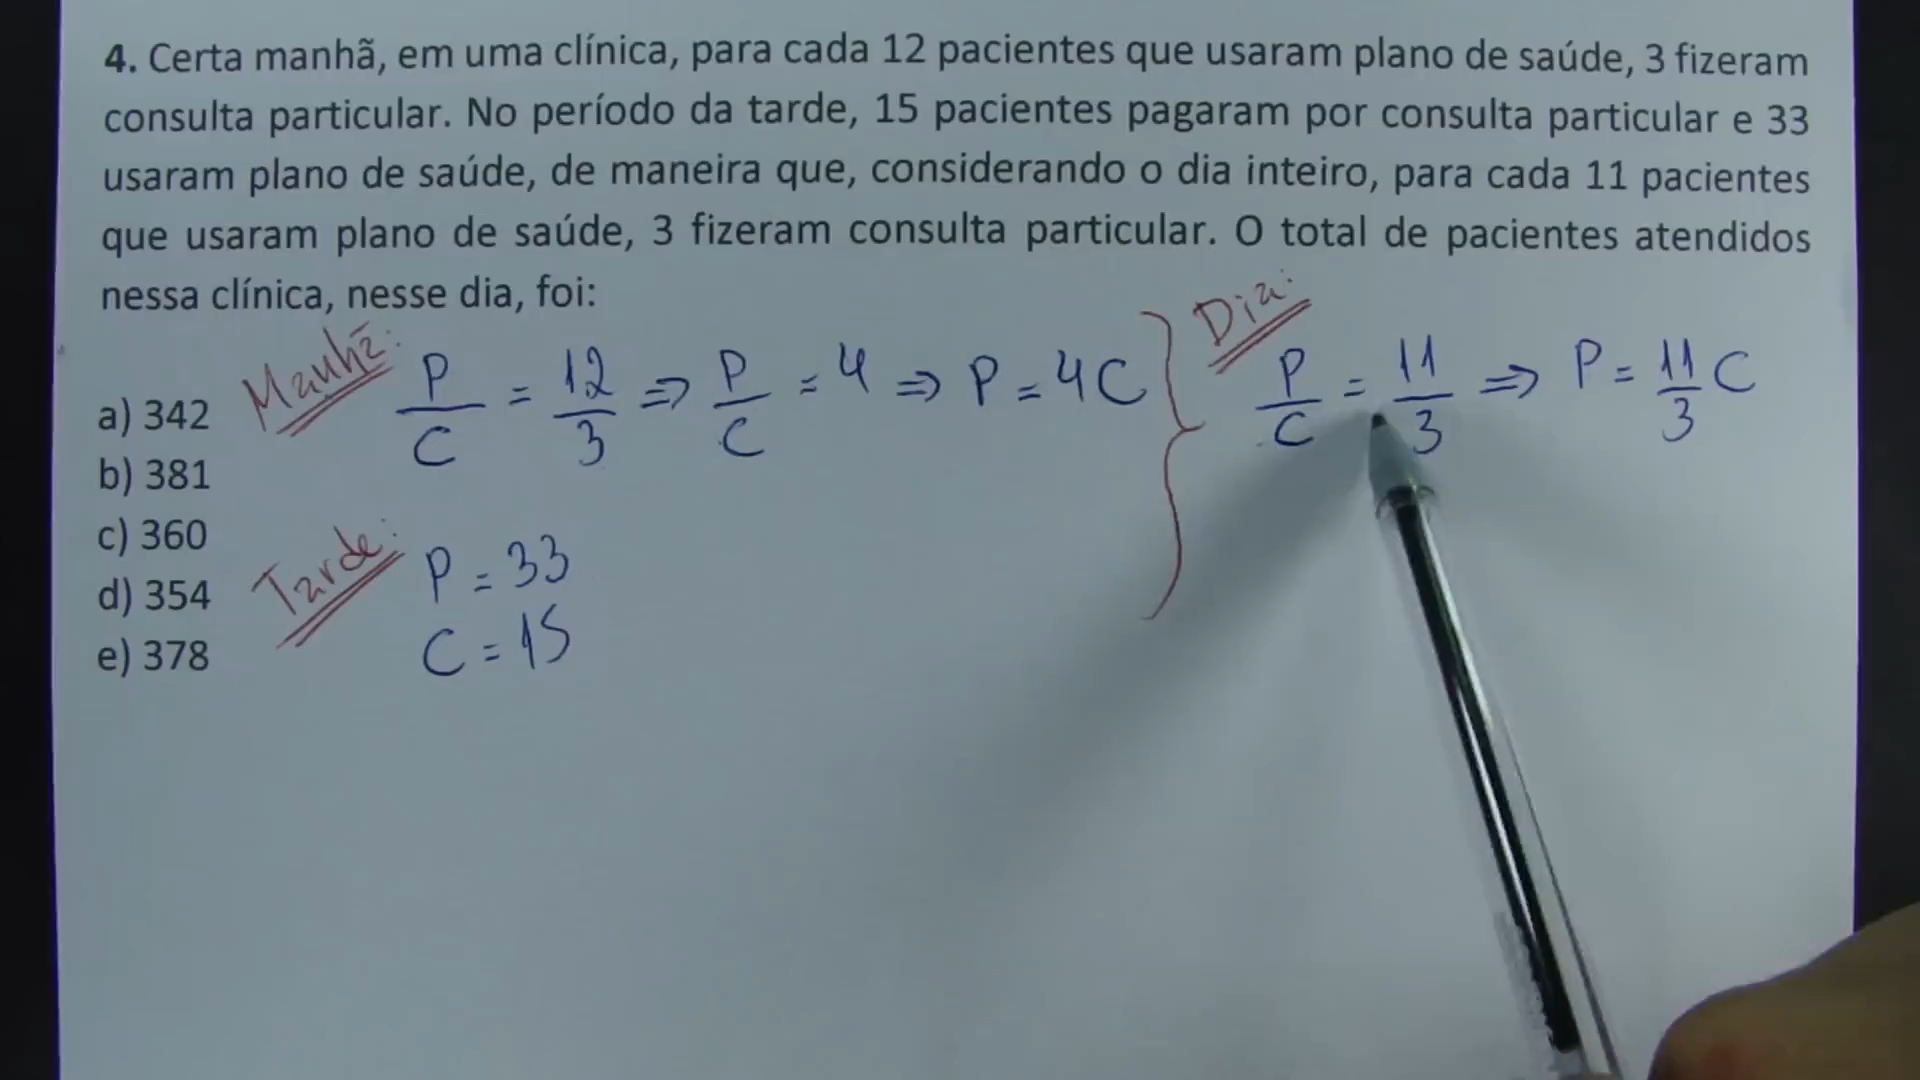 4. Certa manhã, em uma clínica, para cada 12 pacientes que usaram plano de saúde, 3 fizeram
consulta particular. No período da tarde, 15 pacientes pagaram por consulta particular e 33
usaram plano de saúde, de maneira que, considerando o dia inteiro, para cada 11 pacientes
que usaram plano de saúde, 3 fizeram consulta particular. O total de pacientes atendidos
nessa clínica, nesse dia, foi:
Manhã: P/C = 12/3 ⇒ P/C = 4 ⇒ P = 4C
Dia: P/C = 11/3 ⇒ P = 11/3 C
a) 342
b) 381
c) 360
d) 354
e) 378
Tarde: P = 33
C = 15